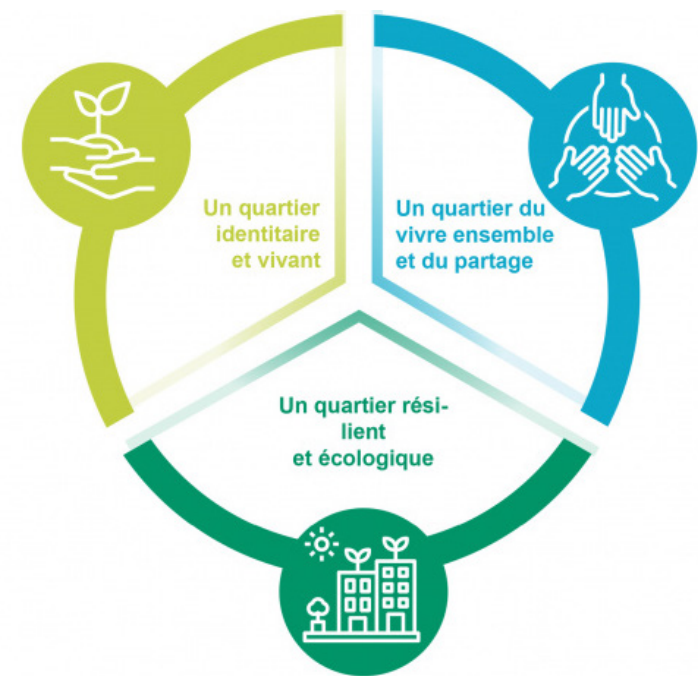 Un quartier
identitaire
et vivant
Un quartier du
vivre ensemble
et du partage
Un quartier rési-
lient
et écologique